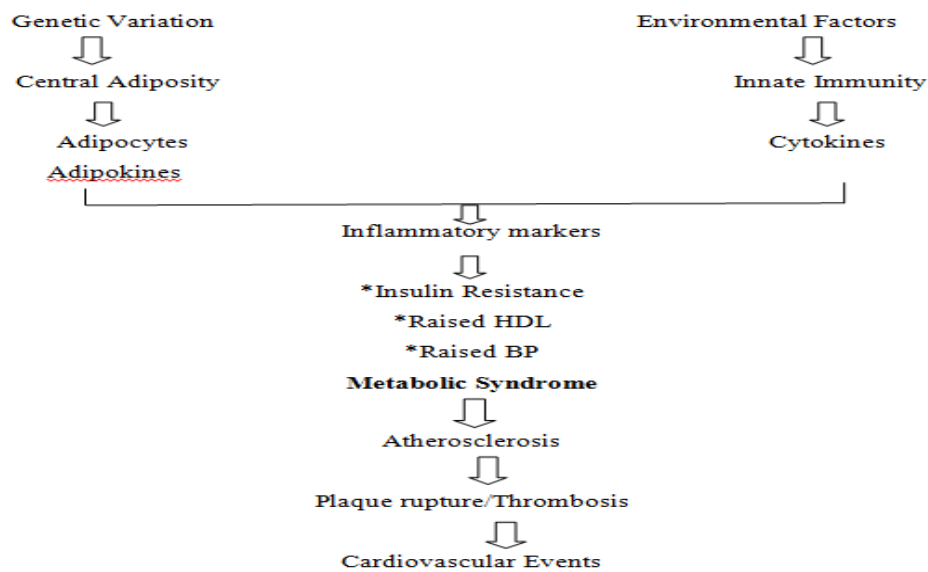 Genetic Variation
Environmental Factors
Central Adiposity
Innate Immunity
Adipocytes
Cytokines
Adipokines
Inflammatory markers
*Insulin Resistance
*Raised HDL
*Raised BP
Metabolic Syndrome
Atherosclerosis
Plaque rupture/Thrombosis
Cardiovascular Events